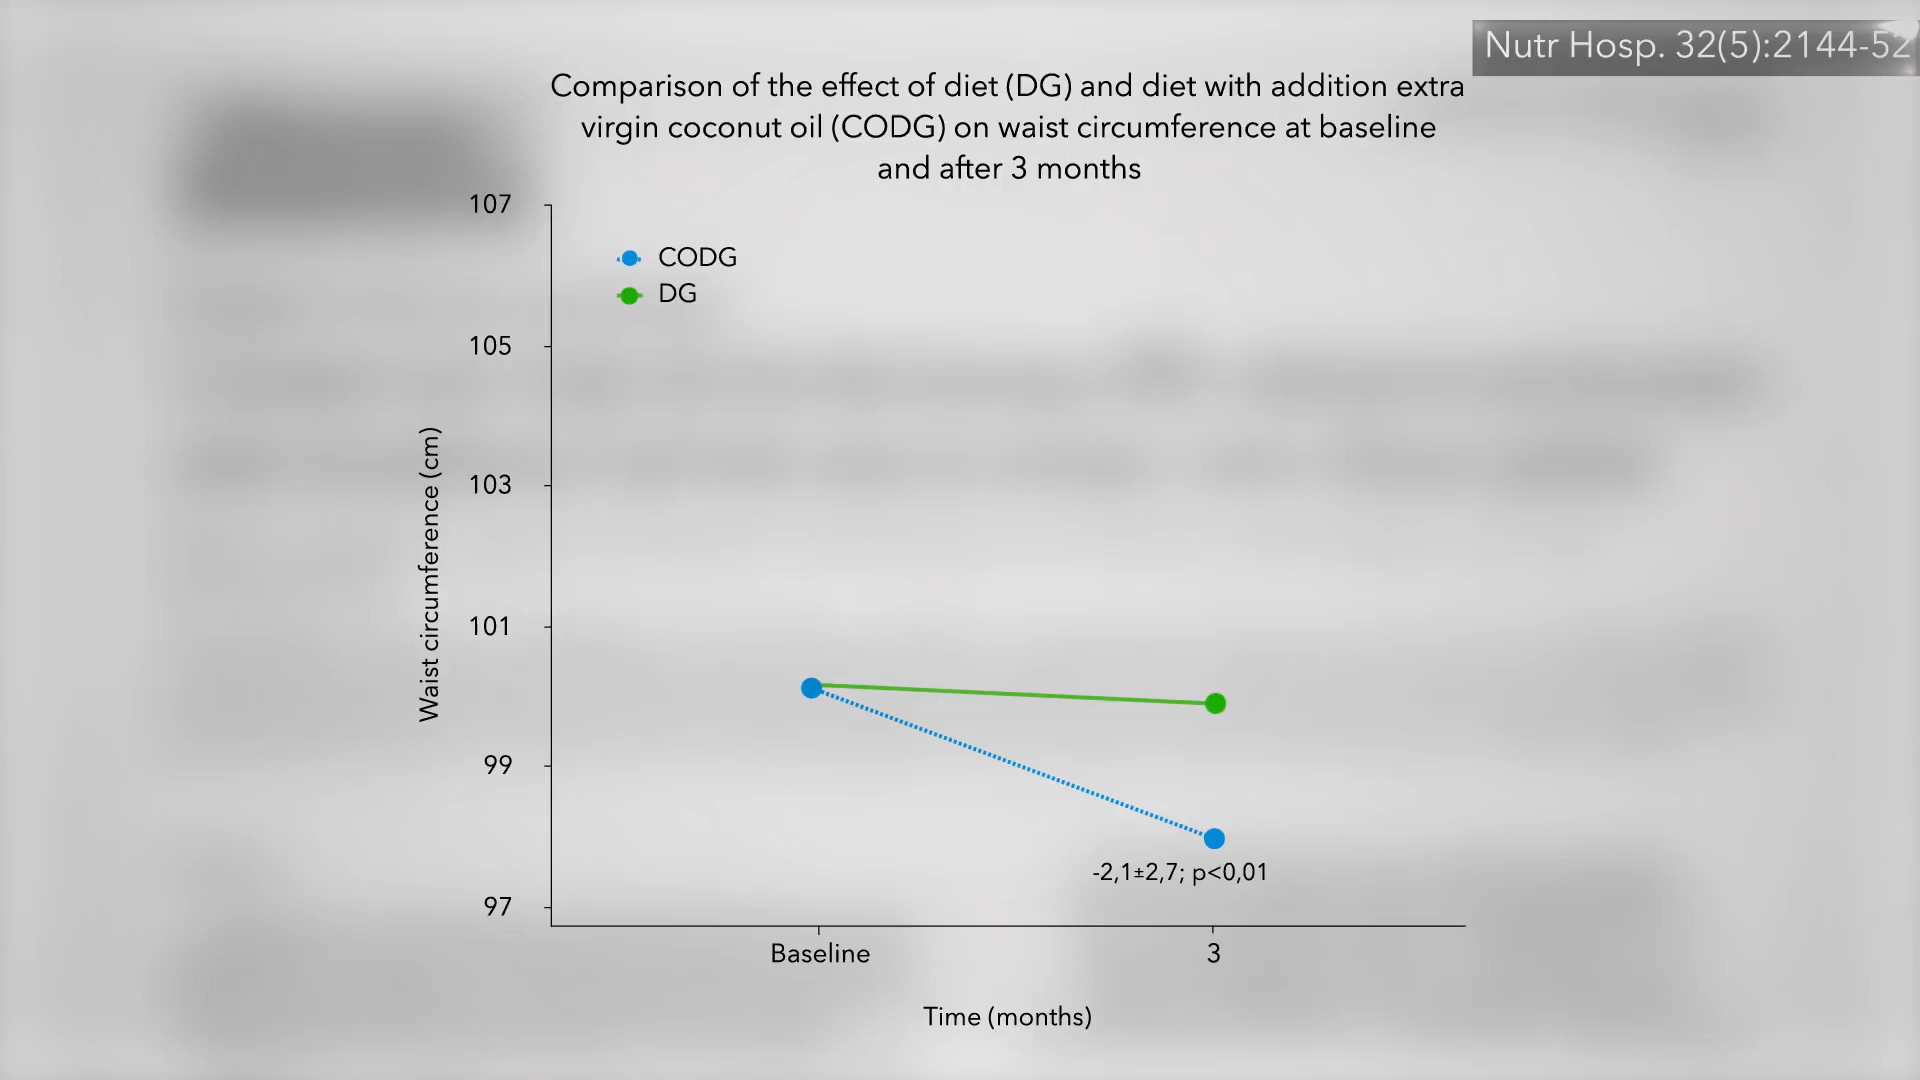 Nutr Hosp. 32(5):2144-52
Comparison of the effect of diet (DG) and diet with addition extra
virgin coconut oil (CODG) on waist circumference at baseline
and after 3 months
107
CODG
DG
105
103
101
99
97
Waist circumference (cm)
-2,1±2,7; p<0,01
Baseline
3
Time (months)